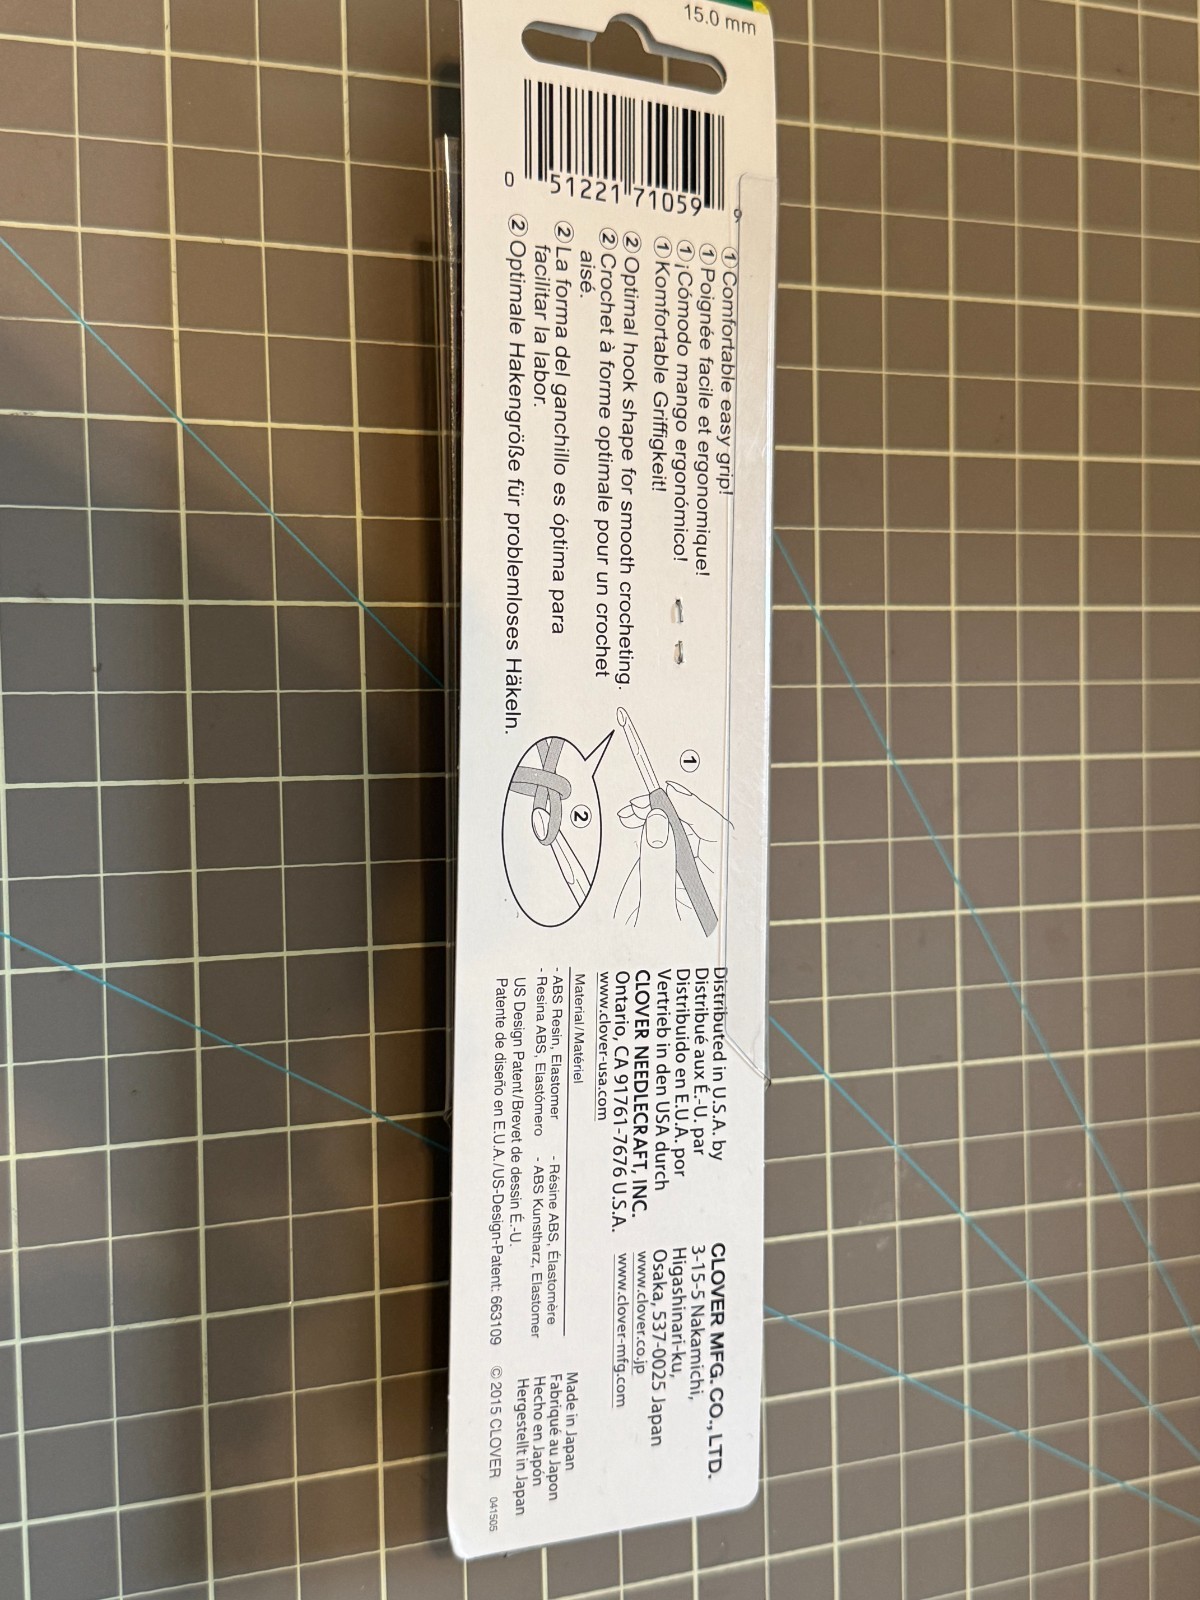 15.0 mm
0 51221 71059 6
① Comfortable easy grip!
① Poignée facile et ergonomique!
① ¡Cómodo mango ergonómico!
① Komfortable Griffigkeit!
② Optimal hook shape for smooth crocheting.
② Crochet à forme optimale pour un crochet
aisé.
② La forma del ganchillo es óptima para
facilitar la labor.
② Optimale Hakengröße für problemloses Häkeln.
①
②
Distributed in U.S.A. by
Distribué aux É.-U. par
Distribuido en E.U.A. por
Vertrieb in den USA durch
CLOVER NEEDLECRAFT, INC.
Ontario, CA 91761-7676 U.S.A.
www.clover-usa.com
CLOVER MFG. CO., LTD.
3-15-5 Nakamichi,
Higashinari-ku,
Osaka, 537-0025 Japan
www.clover.co.jp
www.clover-mfg.com
Material/Matériel
- ABS Resin, Elastomer - Résine ABS, Élastomère
- Resina ABS, Elastómero - ABS Kunstharz, Elastomer
US Design Patent/Brevet de dessin É.-U.
Patente de diseño en E.U.A./US-Design-Patent: 663109
Made in Japan
Fabriqué au Japon
Hecho en Japón
Hergestellt in Japan
© 2015 CLOVER 041505